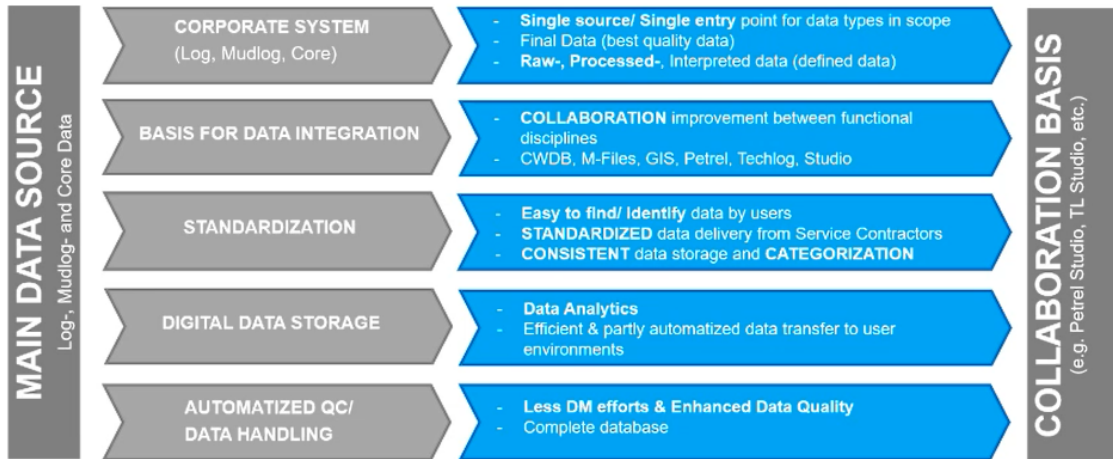 MAIN DATA SOURCE
Log-, Mudlog- and Core Data
CORPORATE SYSTEM
(Log, Mudlog, Core)
- Single source/ Single entry point for data types in scope
- Final Data (best quality data)
- Raw-, Processed-, Interpreted data (defined data)
BASIS FOR DATA INTEGRATION
- COLLABORATION improvement between functional
disciplines
- CWDB, M-Files, GIS, Petrel, Techlog, Studio
STANDARDIZATION
- Easy to find/ Identify data by users
- STANDARDIZED data delivery from Service Contractors
- CONSISTENT data storage and CATEGORIZATION
DIGITAL DATA STORAGE
- Data Analytics
- Efficient & partly automatized data transfer to user
environments
AUTOMATIZED QC/
DATA HANDLING
- Less DM efforts & Enhanced Data Quality
- Complete database
COLLABORATION BASIS
(e.g. Petrel Studio, TL Studio, etc.)